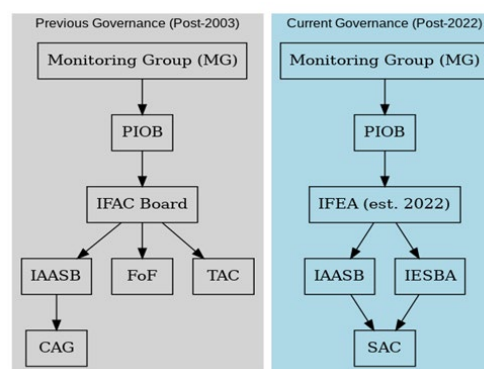 Previous Governance (Post-2003)
Monitoring Group (MG)
PIOB
IFAC Board
IAASB
FoF
TAC
CAG
Current Governance (Post-2022)
Monitoring Group (MG)
PIOB
IFEA (est. 2022)
IAASB
IESBA
SAC